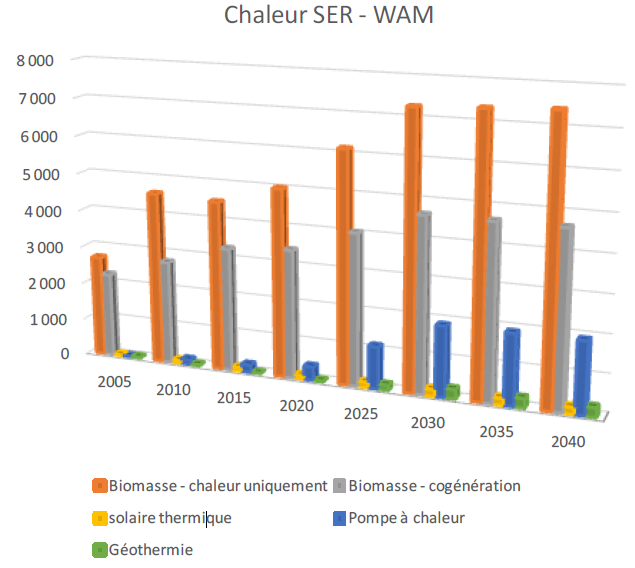 Chaleur SER - WAM
8 000
7 000
6 000
5 000
4 000
3 000
2 000
1 000
0
2005
2010
2015
2020
2025
2030
2035
2040
Biomasse - chaleur uniquement
Biomasse - cogénération
solaire thermique
Pompe à chaleur
Géothermie